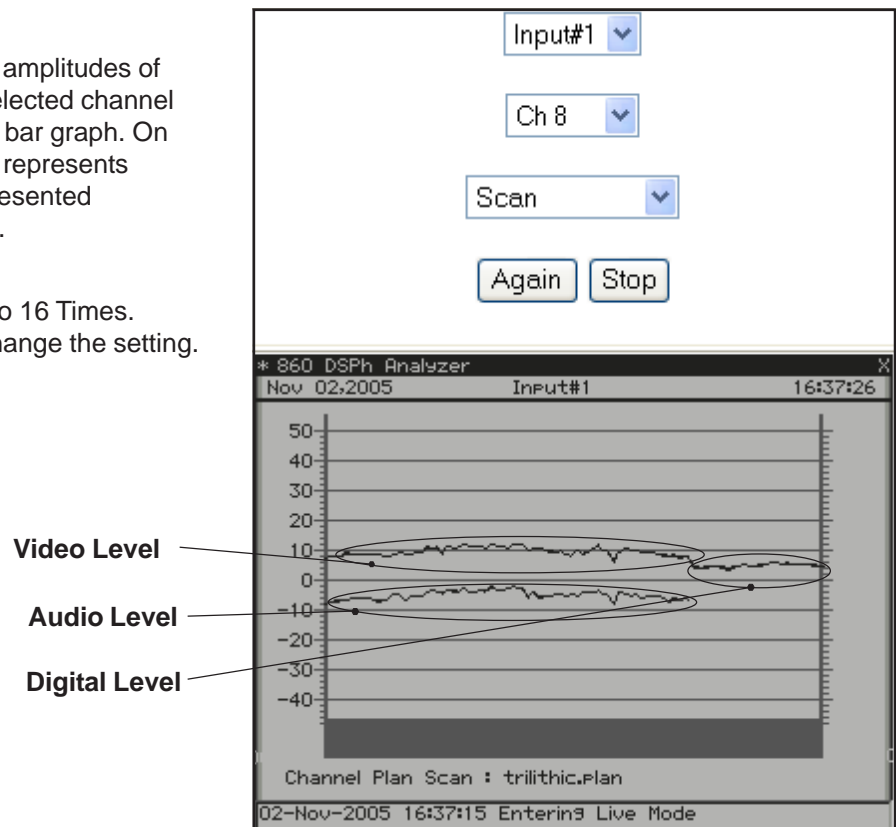 amplitudes of
elected channel
bar graph. On
represents
esented
.
o 16 Times.
ange the setting.
Input#1
Ch 8
Scan
Again Stop
* 860 DSPh Analyzer X
Nov 02,2005 Input#1 16:37:26
50
40
30
20
10
0
-10
-20
-30
-40
Video Level
Audio Level
Digital Level
Channel Plan Scan : trilithic.plan
02-Nov-2005 16:37:15 Entering Live Mode